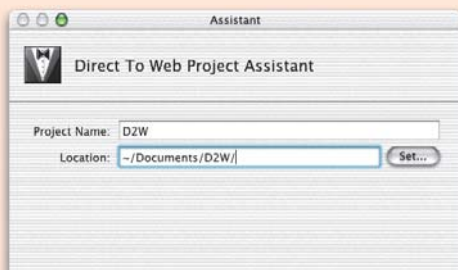 Assistant
Direct To Web Project Assistant
Project Name: D2W
Location: ~/Documents/D2W/ Set...